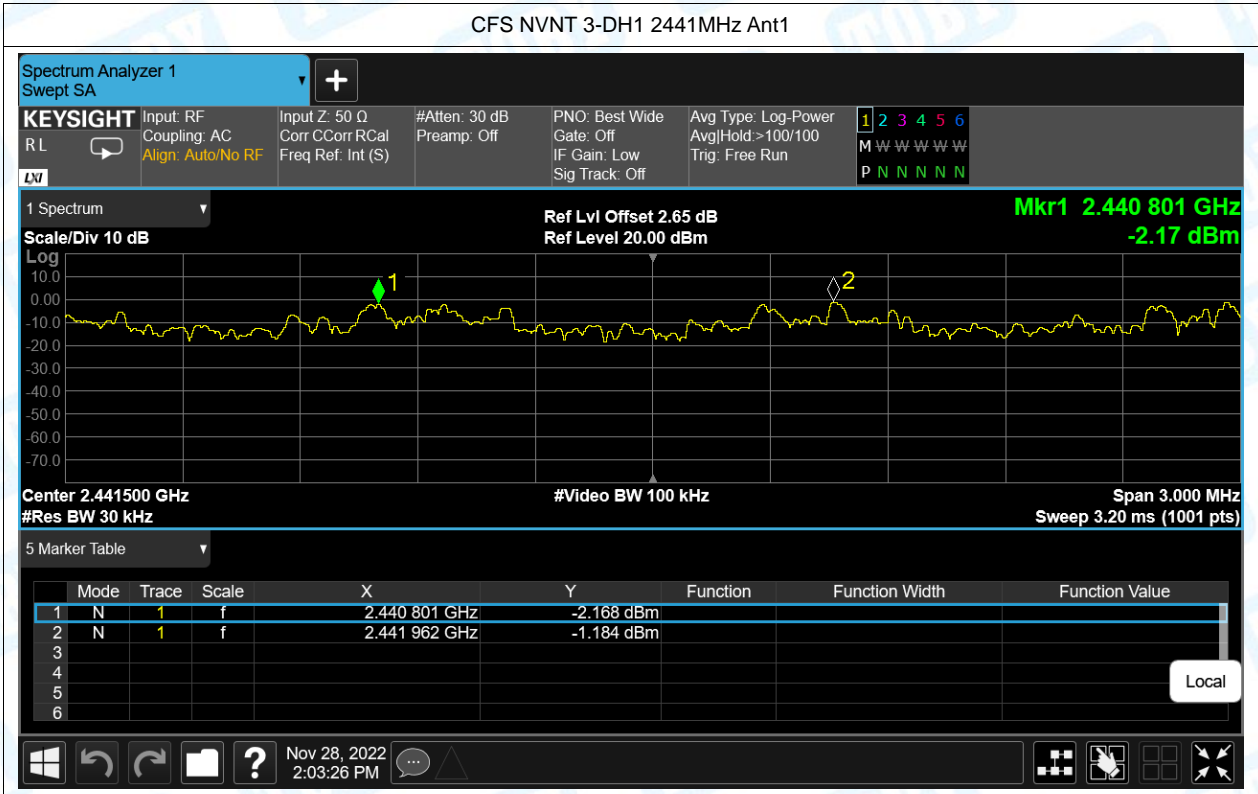 CFS NVNT 3-DH1 2441MHz Ant1
Spectrum Analyzer 1
Swept SA
KEYSIGHT
R L
LXI
Input: RF
Coupling: AC
Align: Auto/No RF
Input Z: 50 Ω
Corr CCorr RCal
Freq Ref: Int (S)
#Atten: 30 dB
Preamp: Off
PNO: Best Wide
Gate: Off
IF Gain: Low
Sig Track: Off
Avg Type: Log-Power
Avg|Hold:>100/100
Trig: Free Run
1 2 3 4 5 6
M W W W W W
P N N N N N
1 Spectrum
Scale/Div 10 dB
Ref Lvl Offset 2.65 dB
Ref Level 20.00 dBm
Mkr1 2.440 801 GHz
-2.17 dBm
Log
10.0
0.00
-10.0
-20.0
-30.0
-40.0
-50.0
-60.0
-70.0
1
2
Center 2.441500 GHz
#Res BW 30 kHz
#Video BW 100 kHz
Span 3.000 MHz
Sweep 3.20 ms (1001 pts)
5 Marker Table
Mode Trace Scale X Y Function Function Width Function Value
1 N 1 f 2.440 801 GHz -2.168 dBm
2 N 1 f 2.441 962 GHz -1.184 dBm
3
4
5
6
Local
?
Nov 28, 2022
2:03:26 PM